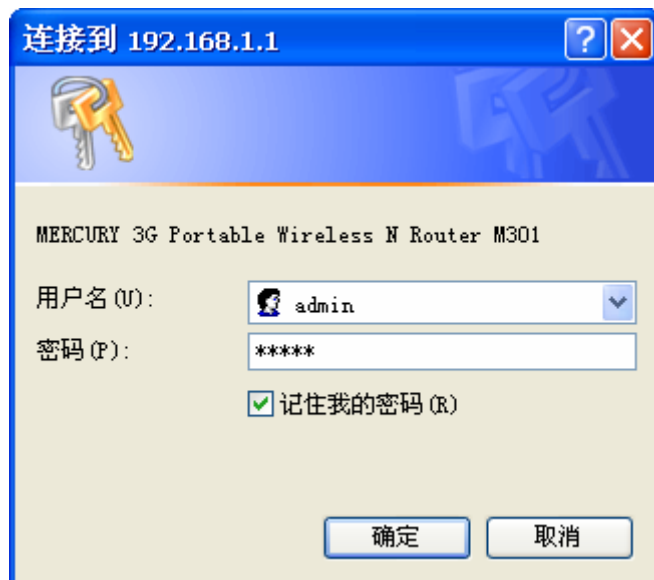 连接到 192.168.1.1
MERCURY 3G Portable Wireless N Router M301
用户名(U): admin
密码(P): *****
记住我的密码(R)
确定 取消